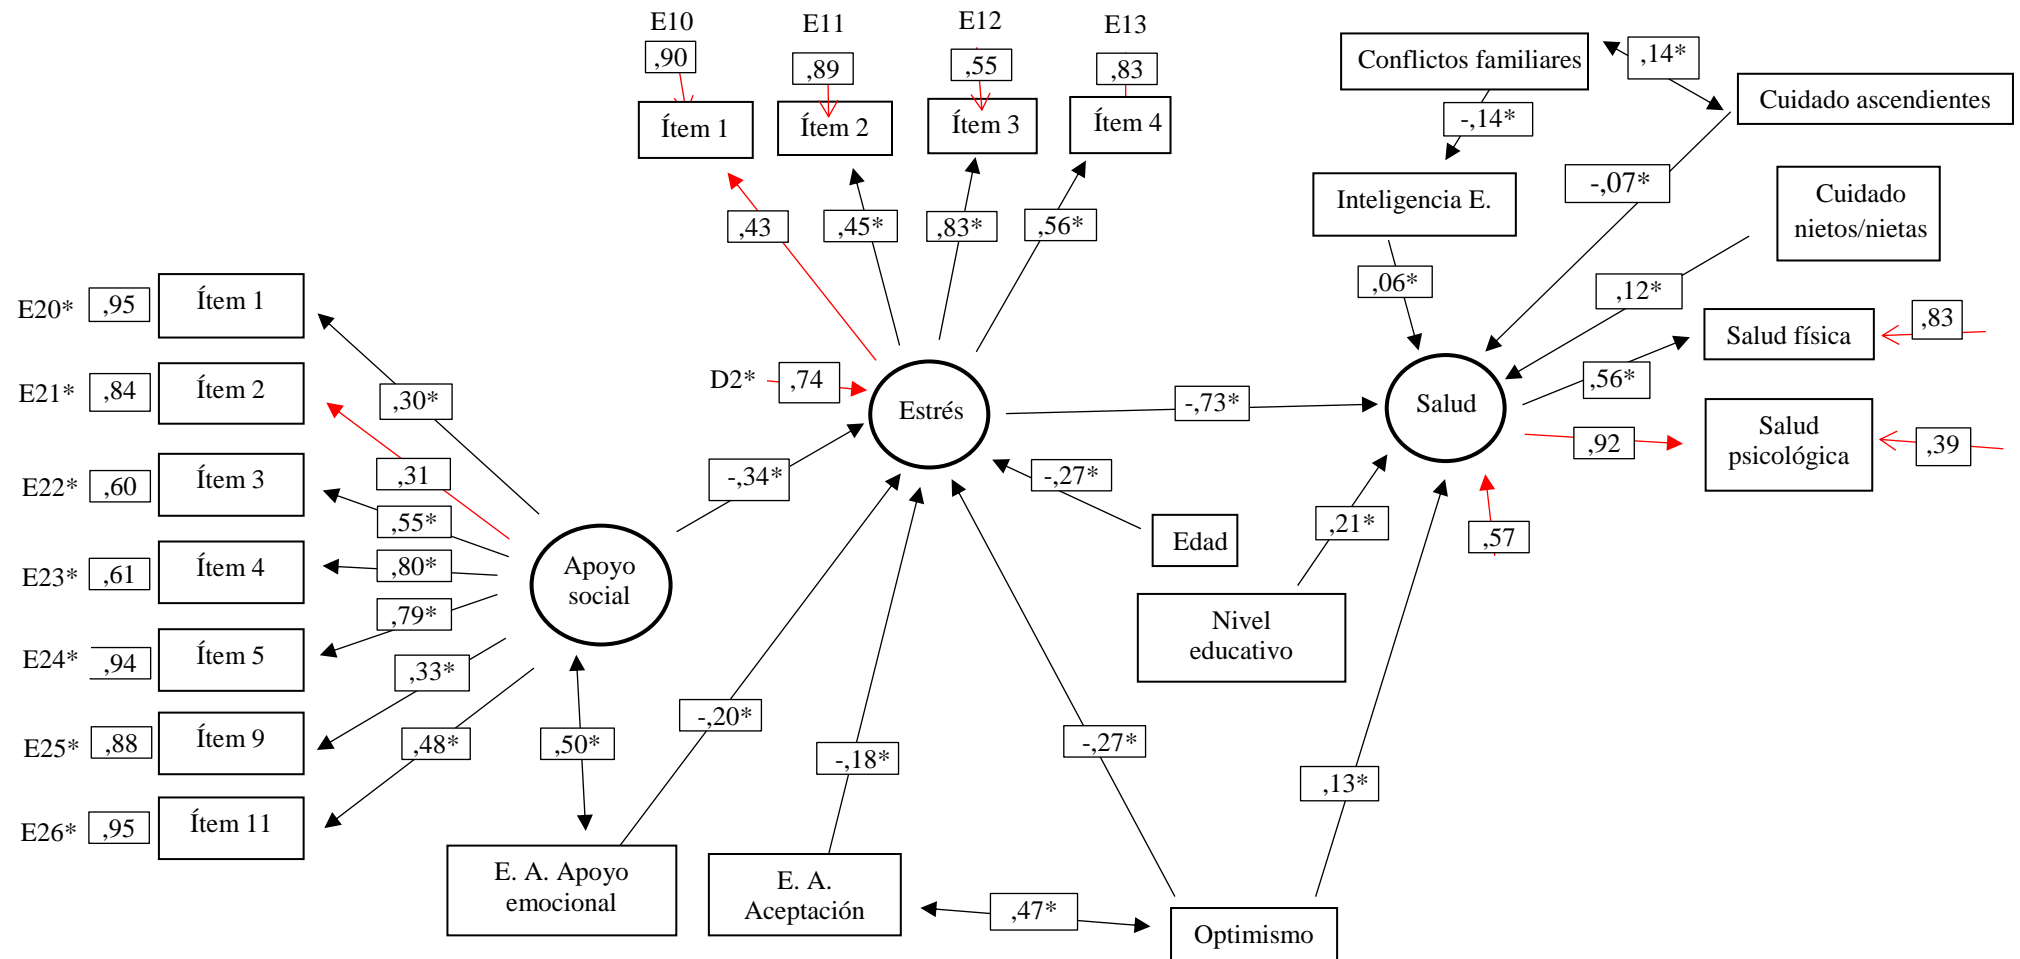 E10
E11
E12
E13
,90
,89
,55
,83
Ítem 1
Ítem 2
Ítem 3
Ítem 4
,43
,45*
,83*
,56*
Conflictos familiares
,14*
Cuidado ascendientes
-,14*
-,07*
Inteligencia E.
Cuidado
nietos/nietas
,06*
,12*
Salud física
,83
,56*
Salud
psicológica
,39
,92
E20*
,95
Ítem 1
E21*
,84
Ítem 2
E22*
,60
Ítem 3
E23*
,61
Ítem 4
E24*
,94
Ítem 5
E25*
,88
Ítem 9
E26*
,95
Ítem 11
,30*
,31
,55*
,80*
,79*
,33*
,48*
D2*
,74
Estrés
-,73*
Salud
-,34*
-,27*
,21*
,57
Apoyo
social
Edad
Nivel
educativo
,50*
-,20*
-,18*
-,27*
,13*
E. A. Apoyo
emocional
E. A.
Aceptación
,47*
Optimismo